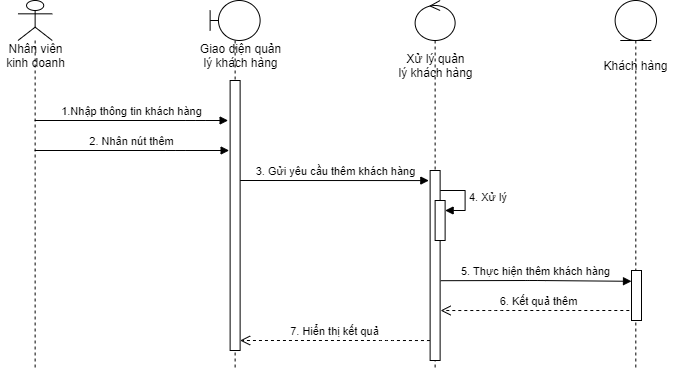 Nhân viên
kinh doanh
Giao diện quản
lý khách hàng
Xử lý quản
lý khách hàng
Khách hàng
1.Nhập thông tin khách hàng
2. Nhấn nút thêm
3. Gửi yêu cầu thêm khách hàng
4. Xử lý
5. Thực hiện thêm khách hàng
6. Kết quả thêm
7. Hiển thị kết quả